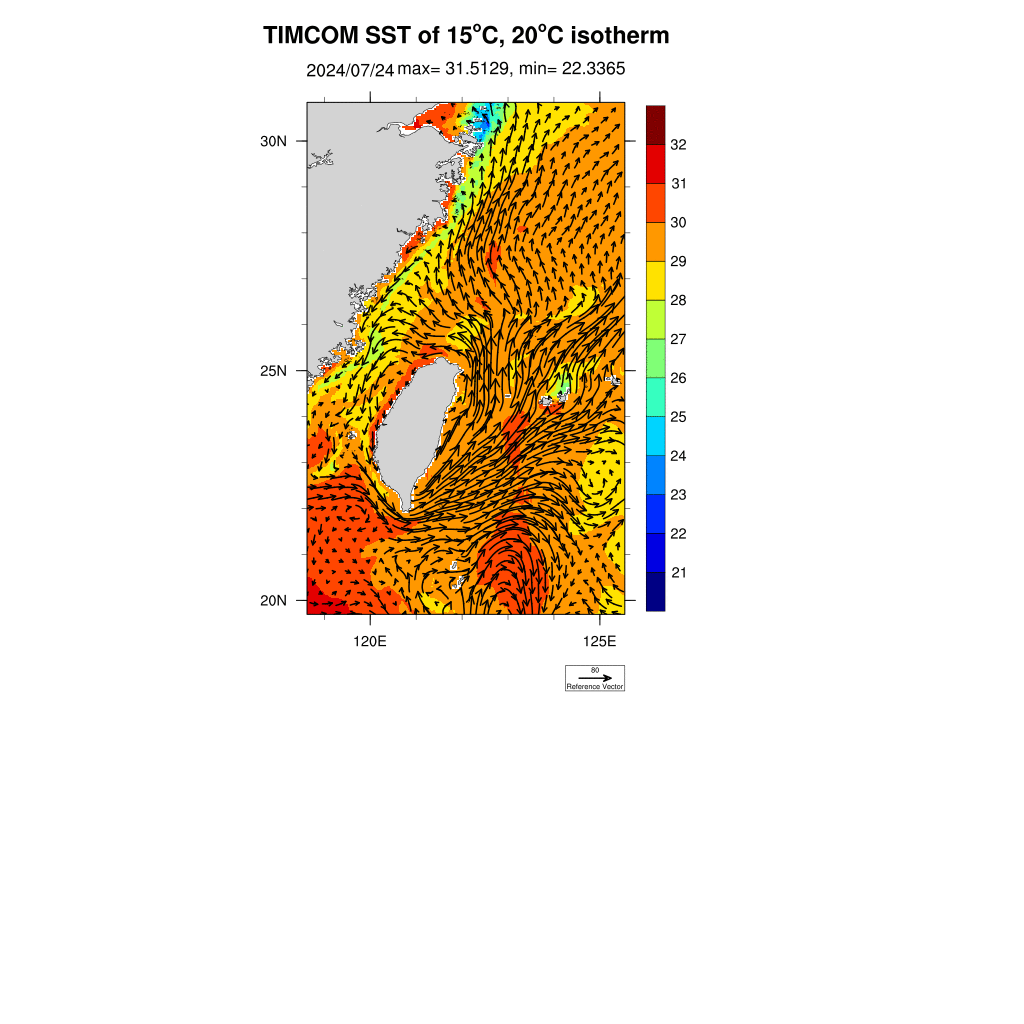 TIMCOM SST of 15°C, 20°C isotherm
2024/07/24 max= 31.5129, min= 22.3365
30N
25N
20N
120E 125E
32
31
30
29
28
27
26
25
24
23
22
21
80
Reference Vector